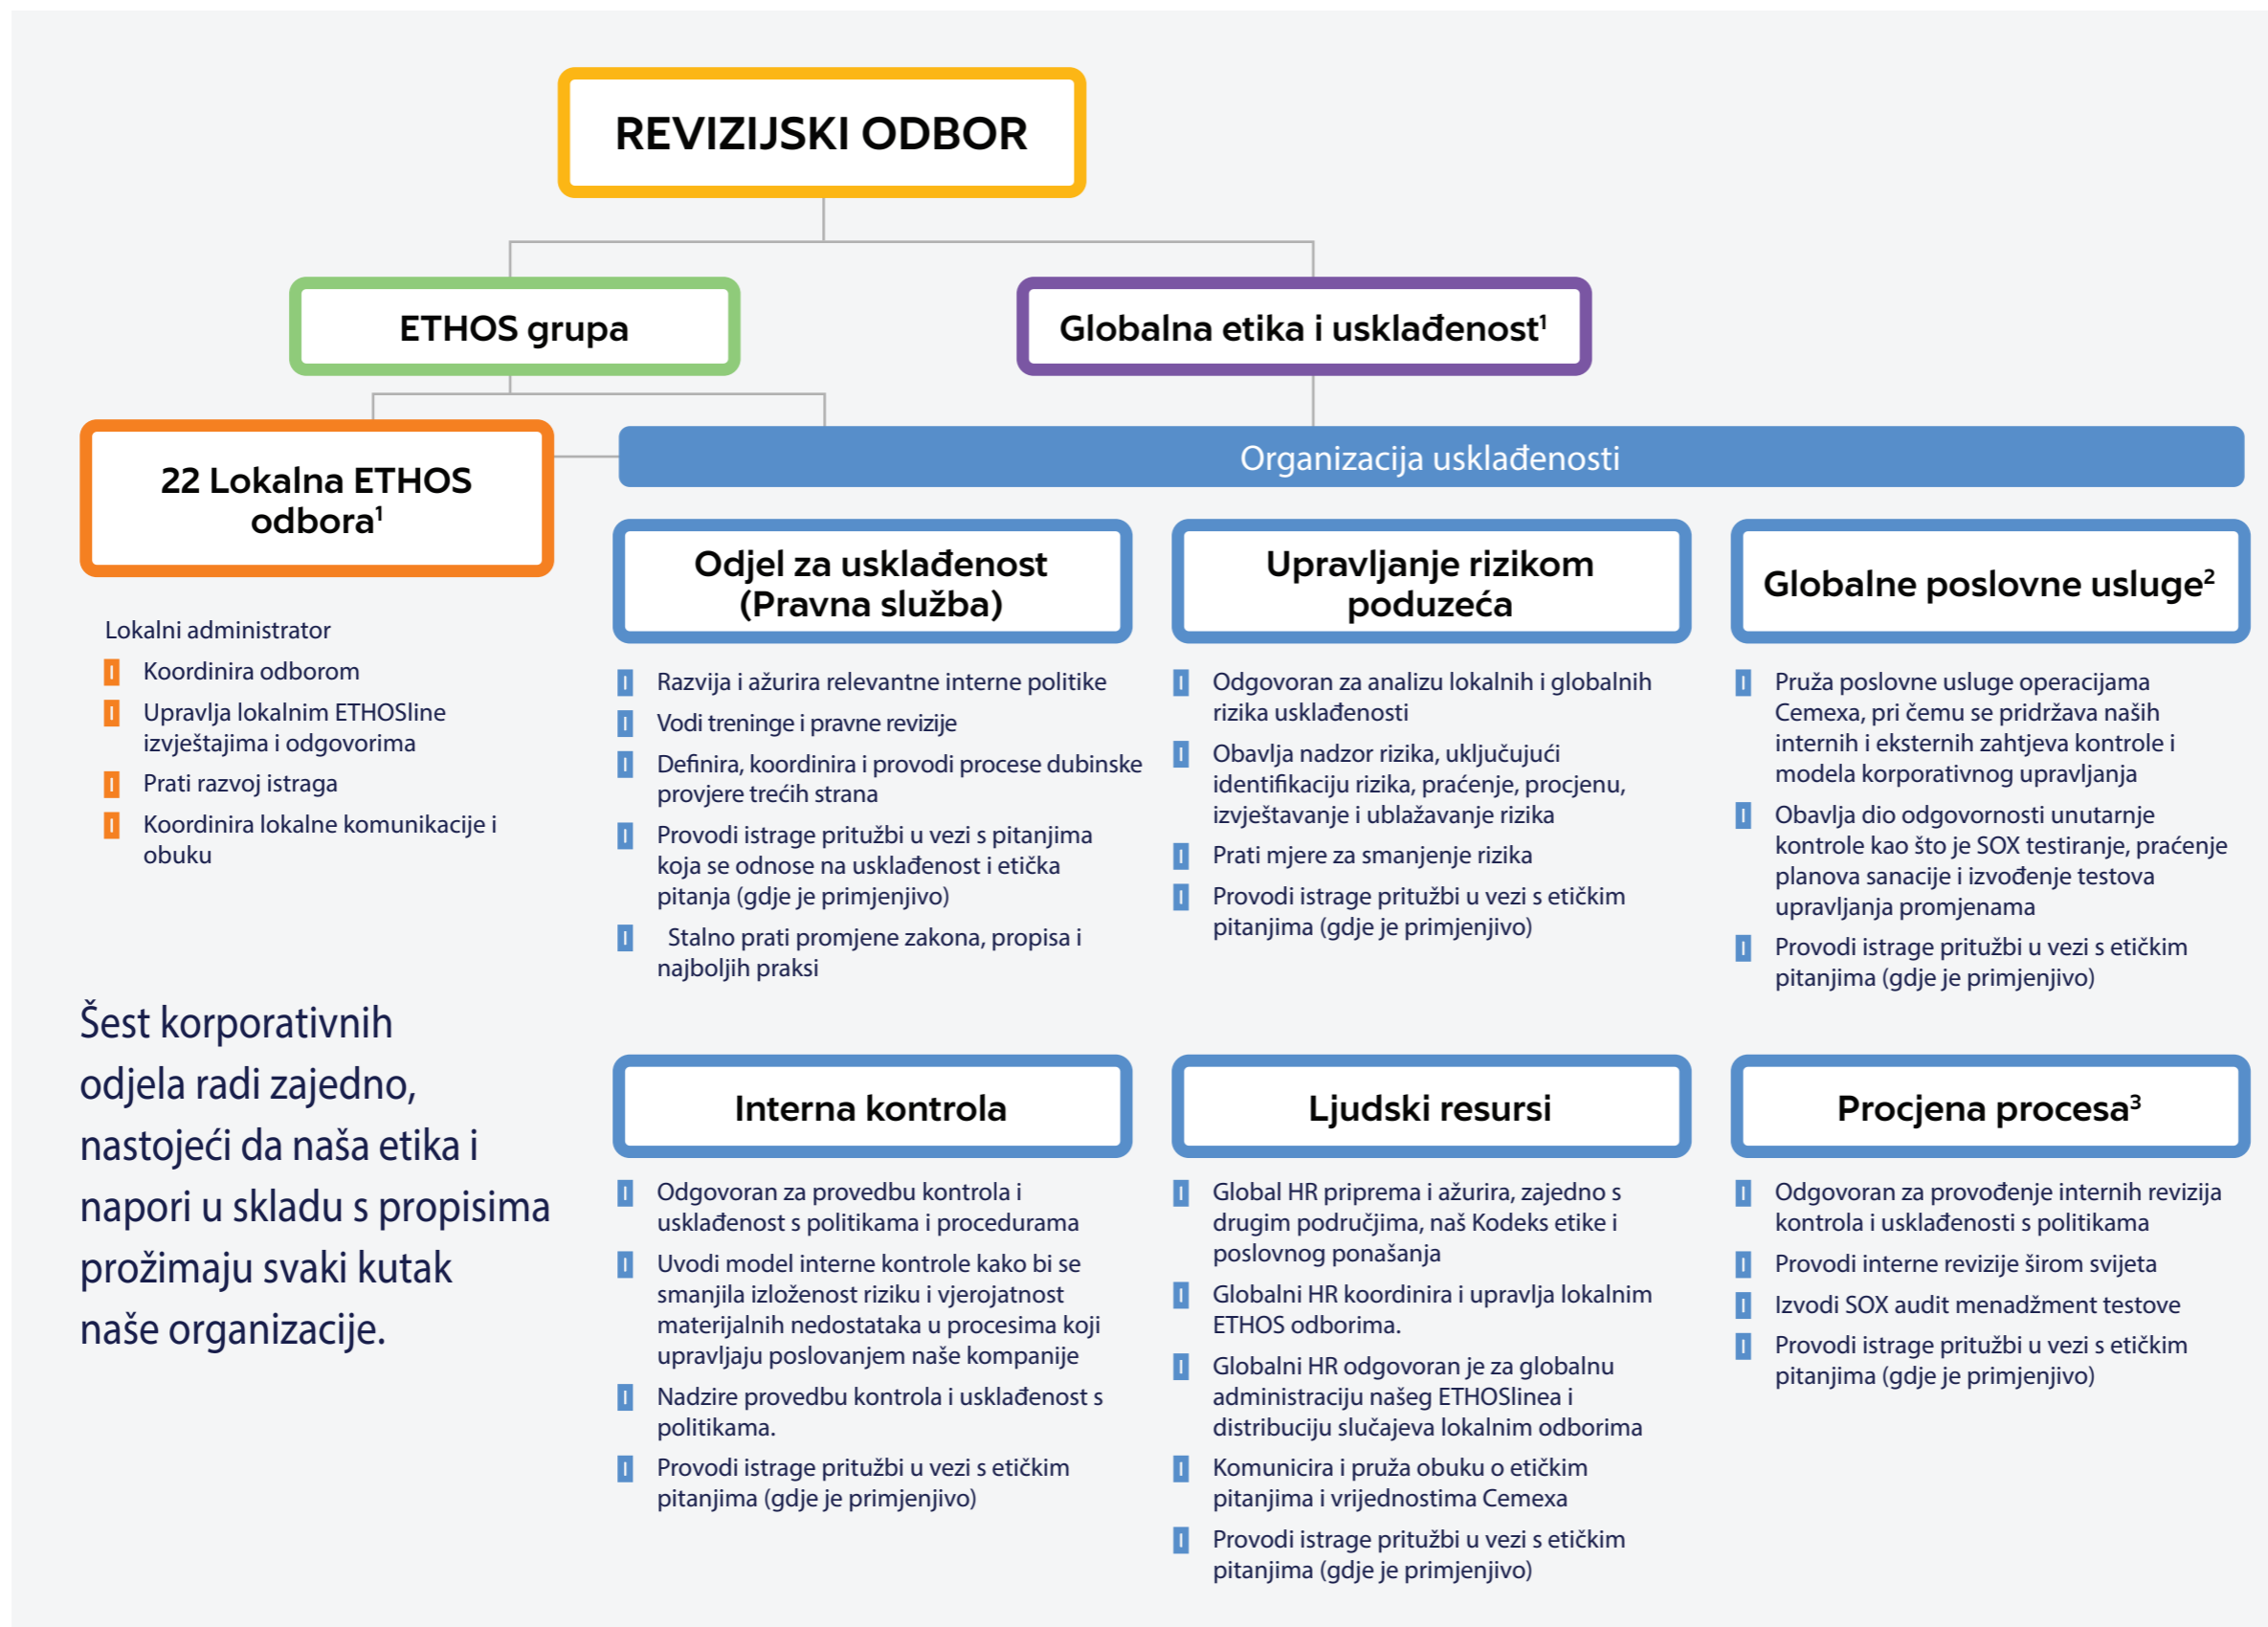 REVIZIJSKI ODBOR
ETHOS grupa
Globalna etika i usklađenost¹
22 Lokalna ETHOS
odbora¹
Lokalni administrator
Koordinira odborom
Upravlja lokalnim ETHOSline
izvještajima i odgovorima
Prati razvoj istraga
Koordinira lokalne komunikacije i
obuku
Šest korporativnih
odjela radi zajedno,
nastojeći da naša etika i
napori u skladu s propisima
prožimaju svaki kutak
naše organizacije.
Organizacija usklađenosti
Odjel za usklađenost
(Pravna služba)
Razvija i ažurira relevantne interne politike
Vodi treninge i pravne revizije
Definira, koordinira i provodi procese dubinske
provjere trećih strana
Provodi istrage pritužbi u vezi s pitanjima
koja se odnose na usklađenost i etička
pitanja (gdje je primjenjivo)
Stalno prati promjene zakona, propisa i
najboljih praksi
Upravljanje rizikom
poduzeća
Odgovoran za analizu lokalnih i globalnih
rizika usklađenosti
Obavlja nadzor rizika, uključujući
identifikaciju rizika, praćenje, procjenu,
izvještavanje i ublažavanje rizika
Prati mjere za smanjenje rizika
Provodi istrage pritužbi u vezi s etičkim
pitanjima (gdje je primjenjivo)
Globalne poslovne usluge²
Pruža poslovne usluge operacijama
Cemexa, pri čemu se pridržava naših
internih i eksternih zahtjeva kontrole i
modela korporativnog upravljanja
Obavlja dio odgovornosti unutarnje
kontrole kao što je SOX testiranje, praćenje
planova sanacije i izvođenje testova
upravljanja promjenama
Provodi istrage pritužbi u vezi s etičkim
pitanjima (gdje je primjenjivo)
Interna kontrola
Odgovoran za provedbu kontrola i
usklađenost s politikama i procedurama
Uvodi model interne kontrole kako bi se
smanjila izloženost riziku i vjerojatnost
materijalnih nedostataka u procesima koji
upravljaju poslovanjem naše kompanije
Nadzire provedbu kontrola i usklađenost s
politikama.
Provodi istrage pritužbi u vezi s etičkim
pitanjima (gdje je primjenjivo)
Ljudski resursi
Global HR priprema i ažurira, zajedno s
drugim područjima, naš Kodeks etike i
poslovnog ponašanja
Globalni HR koordinira i upravlja lokalnim
ETHOS odborima.
Globalni HR odgovoran je za globalnu
administraciju našeg ETHOSlinea i
distribuciju slučajeva lokalnim odborima
Komunicira i pruža obuku o etičkim
pitanjima i vrijednostima Cemexa
Provodi istrage pritužbi u vezi s etičkim
pitanjima (gdje je primjenjivo)
Procjena procesa³
Odgovoran za provođenje internih revizija
kontrola i usklađenosti s politikama
Provodi interne revizije širom svijeta
Izvodi SOX audit menadžment testove
Provodi istrage pritužbi u vezi s etičkim
pitanjima (gdje je primjenjivo)